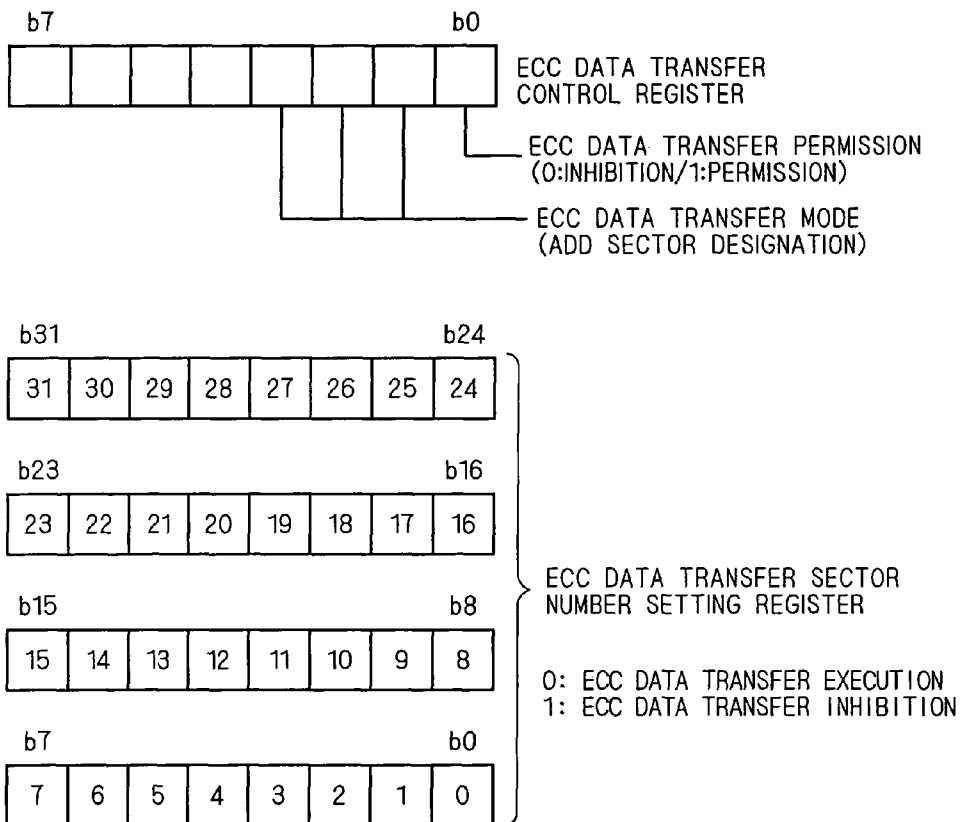 b7 b0
ECC DATA TRANSFER
CONTROL REGISTER
ECC DATA TRANSFER PERMISSION
(0:INHIBITION/1:PERMISSION)
ECC DATA TRANSFER MODE
(ADD SECTOR DESIGNATION)
b31 b24
31 30 29 28 27 26 25 24
b23 b16
23 22 21 20 19 18 17 16
ECC DATA TRANSFER SECTOR
NUMBER SETTING REGISTER
b15 b8
15 14 13 12 11 10 9 8
0: ECC DATA TRANSFER EXECUTION
1: ECC DATA TRANSFER INHIBITION
b7 b0
7 6 5 4 3 2 1 0